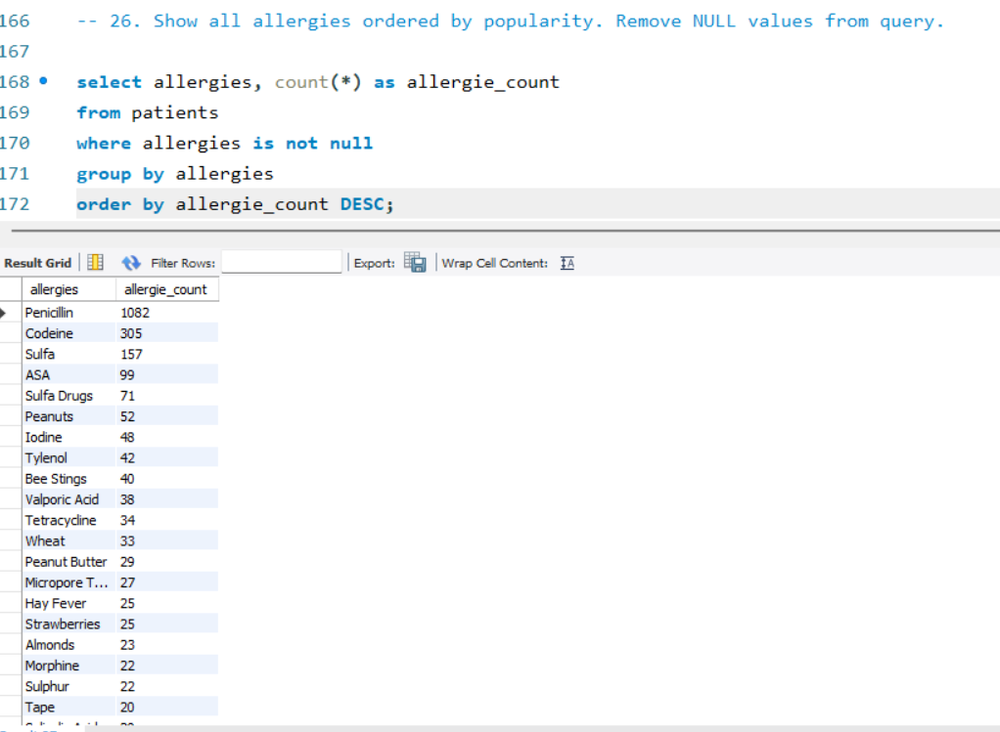 166 -- 26. Show all allergies ordered by popularity. Remove NULL values from query.
167
168 select allergies, count(*) as allergie_count
169 from patients
170 where allergies is not null
171 group by allergies
172 order by allergie_count DESC;
Result Grid Filter Rows: Export: Wrap Cell Content:
allergies allergie_count
Penicillin 1082
Codeine 305
Sulfa 157
ASA 99
Sulfa Drugs 71
Peanuts 52
Iodine 48
Tylenol 42
Bee Stings 40
Valporic Acid 38
Tetracycline 34
Wheat 33
Peanut Butter 29
Micropore T... 27
Hay Fever 25
Strawberries 25
Almonds 23
Morphine 22
Sulphur 22
Tape 20